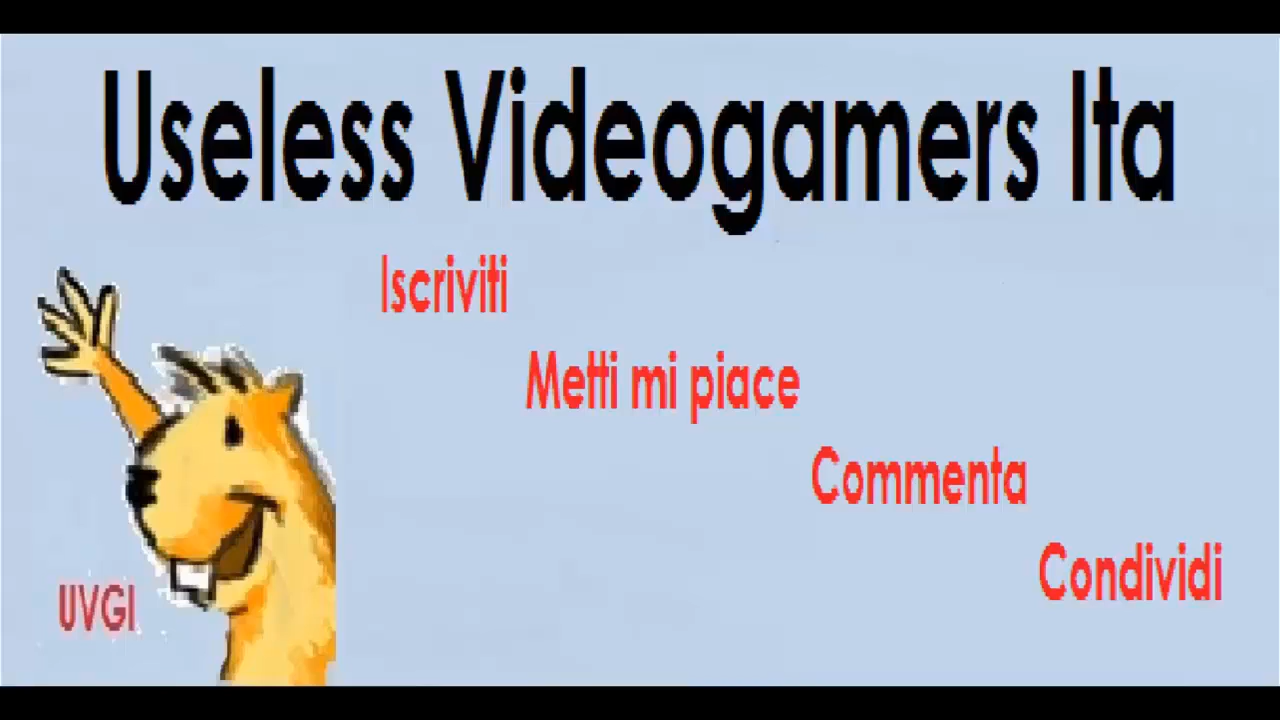 Useless Videogamers Ita
Iscriviti
Metti mi piace
Commenta
Condividi
UVGI